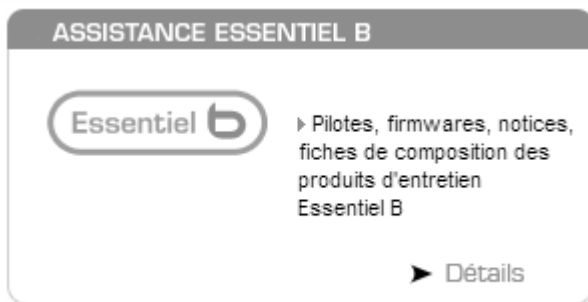 ASSISTANCE ESSENTIEL B
Essentiel b
Pilotes, firmwares, notices,
fiches de composition des
produits d'entretien
Essentiel B
Détails